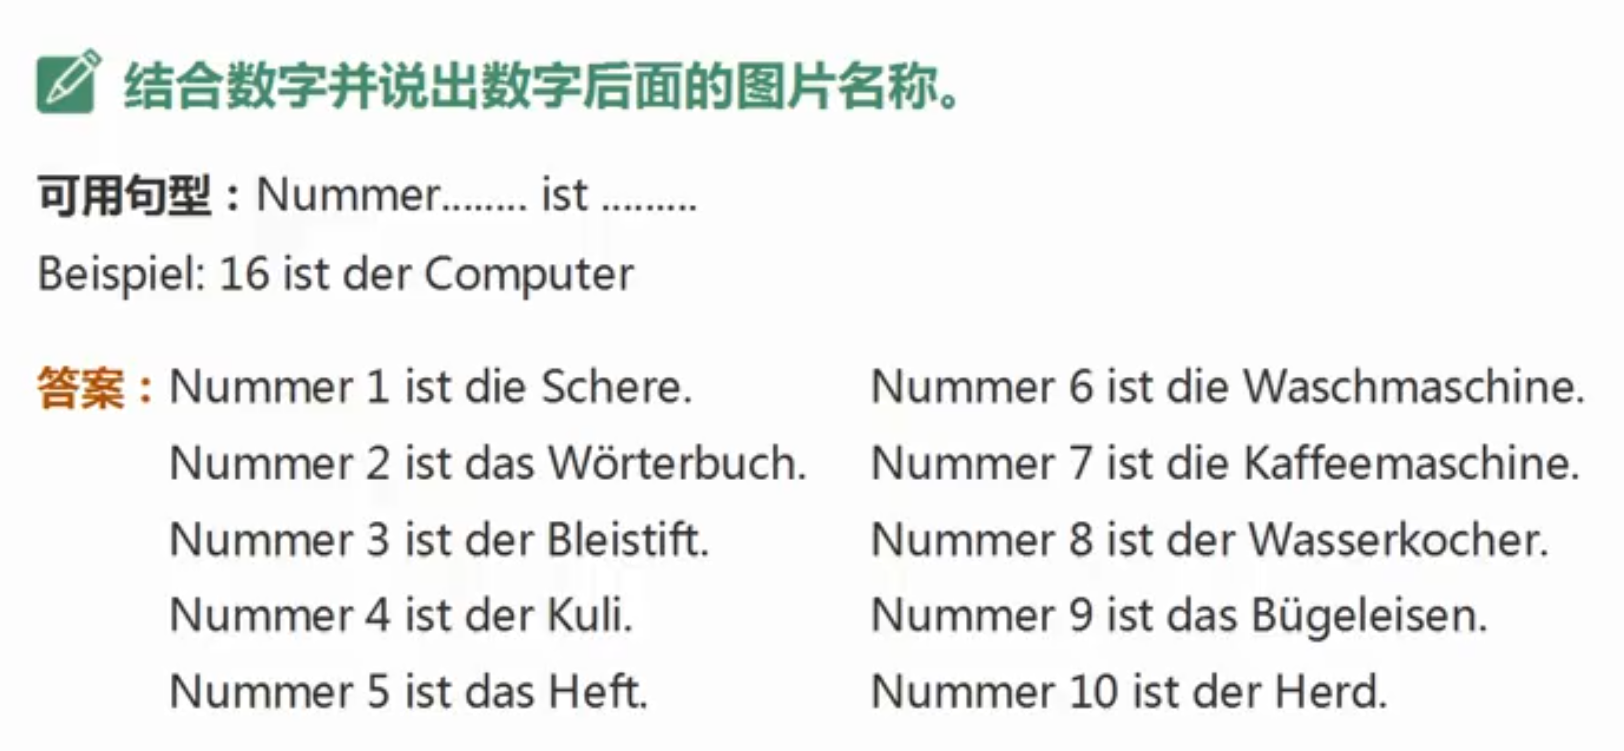 结合数字并说出数字后面的图片名称。
可用句型：Nummer........ ist .........
Beispiel: 16 ist der Computer
答案：Nummer 1 ist die Schere.
Nummer 2 ist das Wörterbuch.
Nummer 3 ist der Bleistift.
Nummer 4 ist der Kuli.
Nummer 5 ist das Heft.
Nummer 6 ist die Waschmaschine.
Nummer 7 ist die Kaffeemaschine.
Nummer 8 ist der Wasserkocher.
Nummer 9 ist das Bügeleisen.
Nummer 10 ist der Herd.